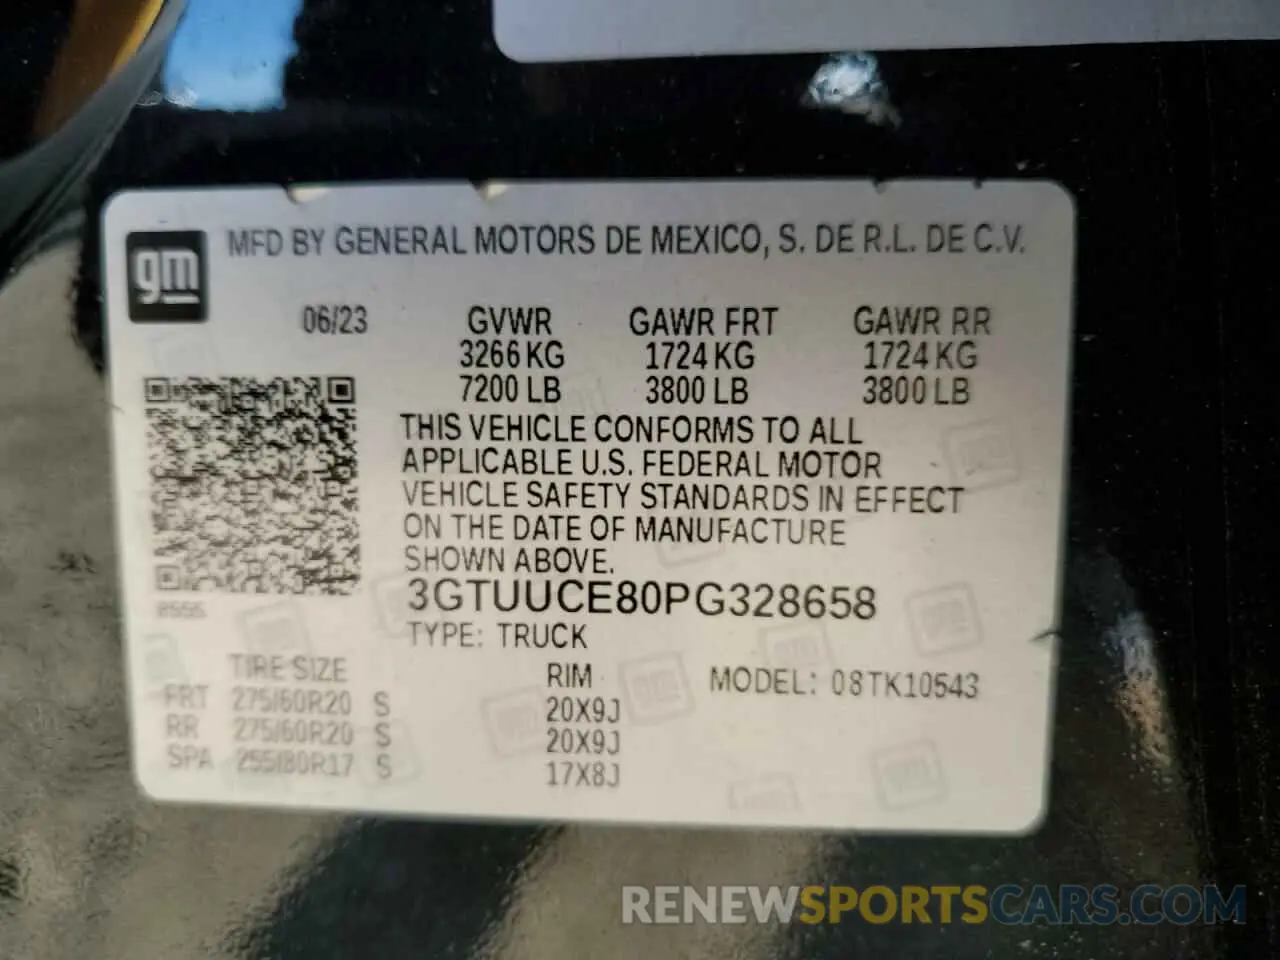 gm
MFD BY GENERAL MOTORS DE MEXICO, S. DE R.L. DE C.V.
06/23 GVWR GAWR FRT GAWR RR
3266 KG 1724 KG 1724 KG
7200 LB 3800 LB 3800 LB
THIS VEHICLE CONFORMS TO ALL
APPLICABLE U.S. FEDERAL MOTOR
VEHICLE SAFETY STANDARDS IN EFFECT
ON THE DATE OF MANUFACTURE
SHOWN ABOVE.
3GTUUCE80PG328658
TYPE: TRUCK
TIRE SIZE RIM MODEL: 08TK10543
FRT 275/60R20 S 20X9J
RR 275/60R20 S 20X9J
SPA 255/80R17 S 17X8J
RENEWSPORTSCARS.COM